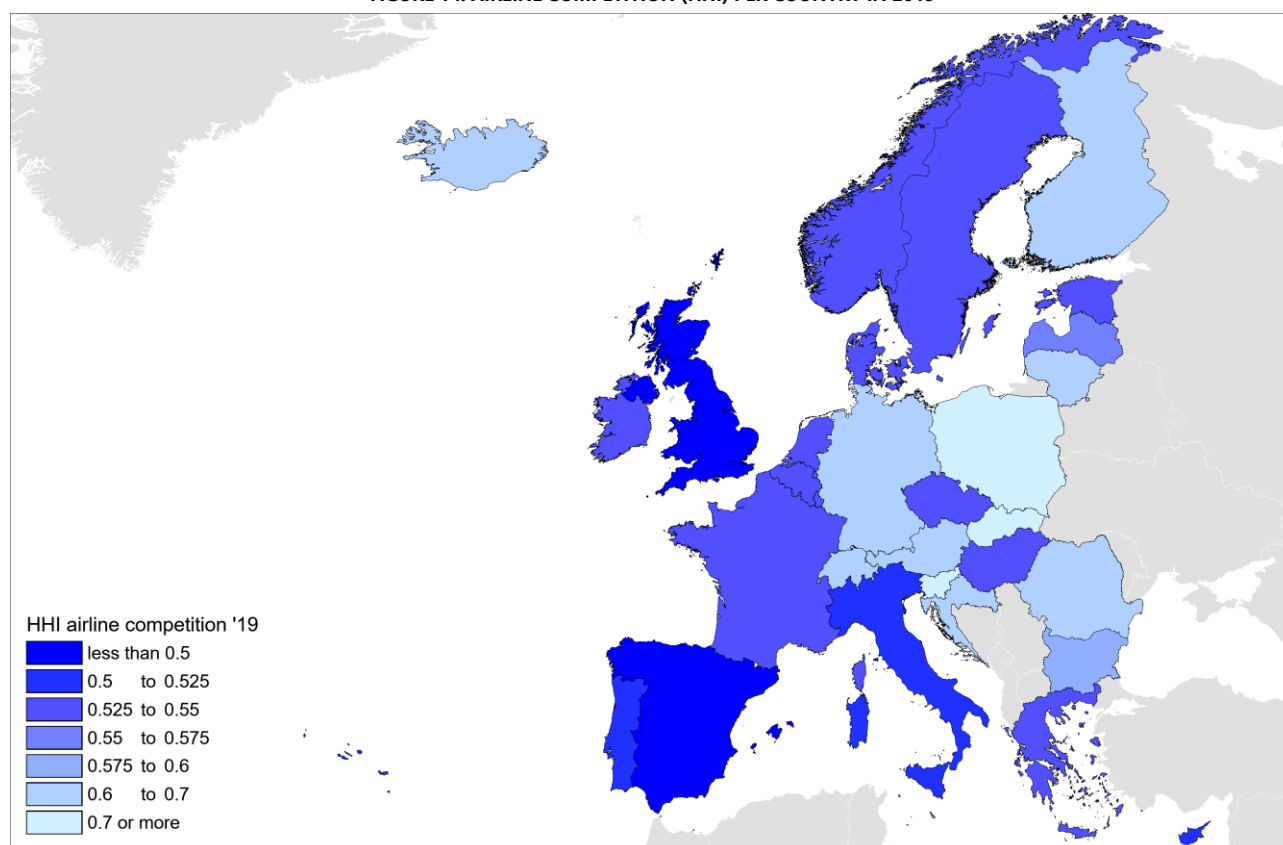 HHI airline competition '19
less than 0.5
0.5 to 0.525
0.525 to 0.55
0.55 to 0.575
0.575 to 0.6
0.6 to 0.7
0.7 or more